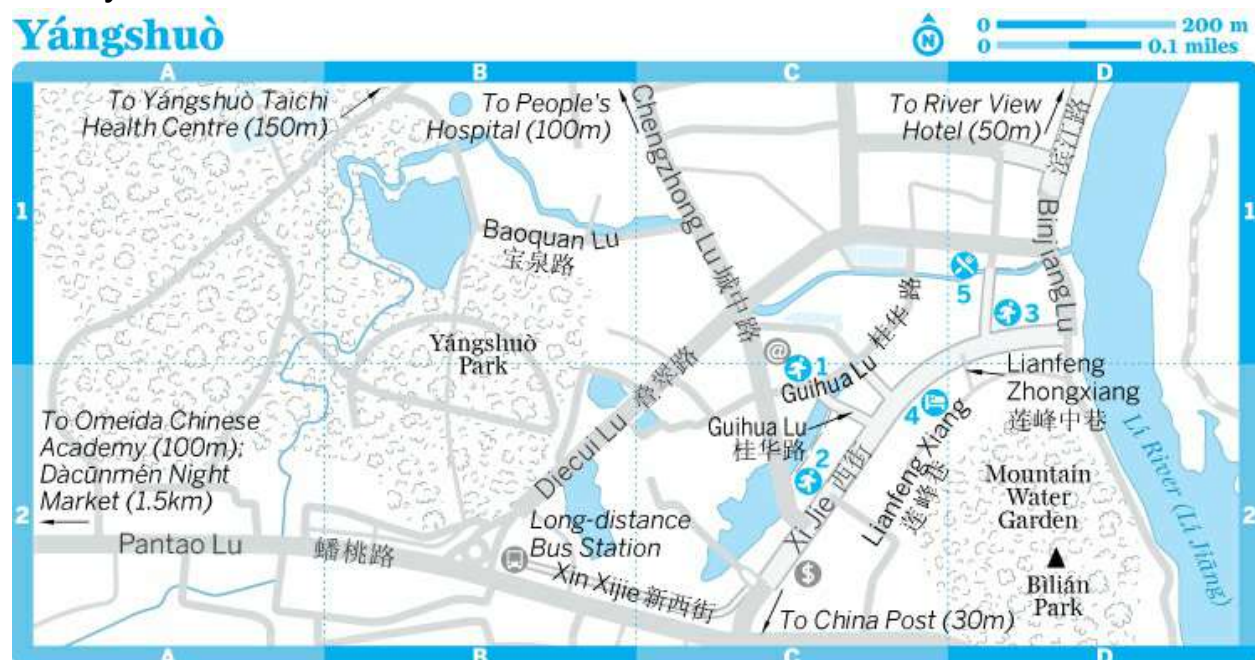 Yángshuò
N
0 200 m
0 0.1 miles
A B C D
To Yángshuò Taichi
Health Centre (150m)
To People's
Hospital (100m)
Chengzhong Lu 城中路
To River View
Hotel (50m)
滨江路
Binjiang Lu
1
1
Baoquan Lu
宝泉路
5
3
Yángshuò
Park
@
1
Guihua Lu 桂华路
Lianfeng
Zhongxiang
莲峰中巷
Diecui Lu 叠翠路
4
Guihua Lu
桂华路
To Omeida Chinese
Academy (100m);
Dàcūnmén Night
Market (1.5km)
2
Xi Jie 西街
Lianfeng Xiang
莲峰巷
Mountain
Water
Garden
Li River (Lí Jiāng)
2
2
Pantao Lu 蟠桃路
Long-distance
Bus Station
Xin Xijie 新西街
$
Bìlián
Park
To China Post (30m)
A B C D